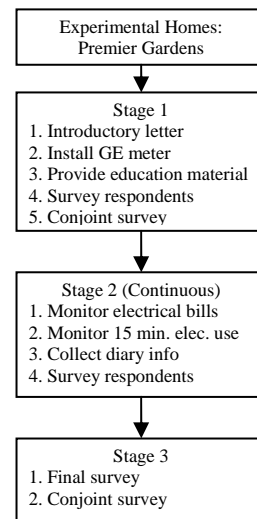 Experimental Homes:
Premier Gardens
Stage 1
1. Introductory letter
2. Install GE meter
3. Provide education material
4. Survey respondents
5. Conjoint survey
Stage 2 (Continuous)
1. Monitor electrical bills
2. Monitor 15 min. elec. use
3. Collect diary info
4. Survey respondents
Stage 3
1. Final survey
2. Conjoint survey